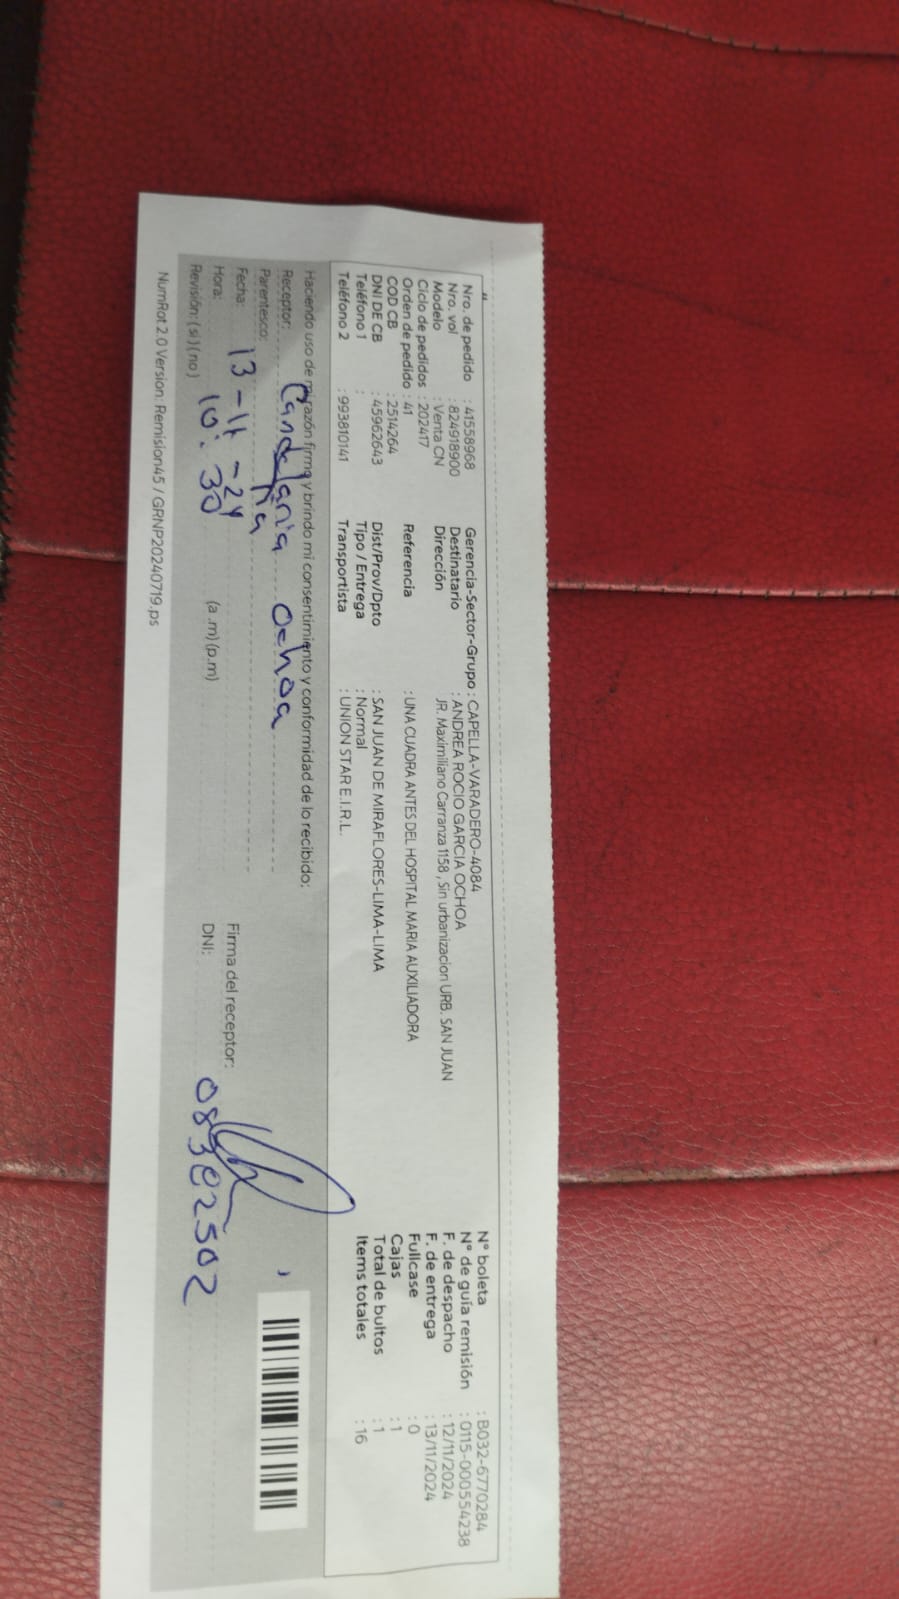 Nro. de pedido : 41558968
Nro. vol : 824918900
Modelo : Venta CN
Ciclo de pedidos : 202417
Orden de pedido : 41
COD CB : 2514264
DNI DE CB : 45962643
Teléfono 1 :
Teléfono 2 : 993810141
Gerencia-Sector-Grupo : CAPELLA-VARADERO-4084
Destinatario : ANDREA ROCIO GARCIA OCHOA
Dirección JR. Maximiliano Carranza 1158 , Sin urbanizacion URB. SAN JUAN
Referencia : UNA CUADRA ANTES DEL HOSPITAL MARIA AUXILIADORA
Dist/Prov/Dpto : SAN JUAN DE MIRAFLORES-LIMA-LIMA
Tipo / Entrega : Normal
Transportista : UNION STAR E.I.R.L.
N° boleta : B032-6770284
N° de guía remisión : 0115-000554238
F. de despacho : 12/11/2024
F. de entrega : 13/11/2024
Fullcase : 0
Cajas : 1
Total de bultos : 1
Items totales : 16
Haciendo uso de mi razón firmo y brindo mi consentimiento y conformidad de lo recibido:
Receptor: Candelaria Ochoa
Parentesco: Tia
Fecha: 13-11-24
Hora: 10:30 (a .m) (p.m)
Revisión: ( si ) ( no )
Firma del receptor:
DNI: 08302502
NumRot 2.0 Version: Remision45 / GRNP20240719.ps